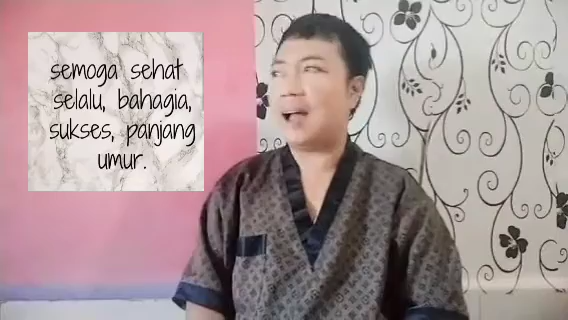 semoga sehat
selalu, bahagia,
sukses, panjang
umur.